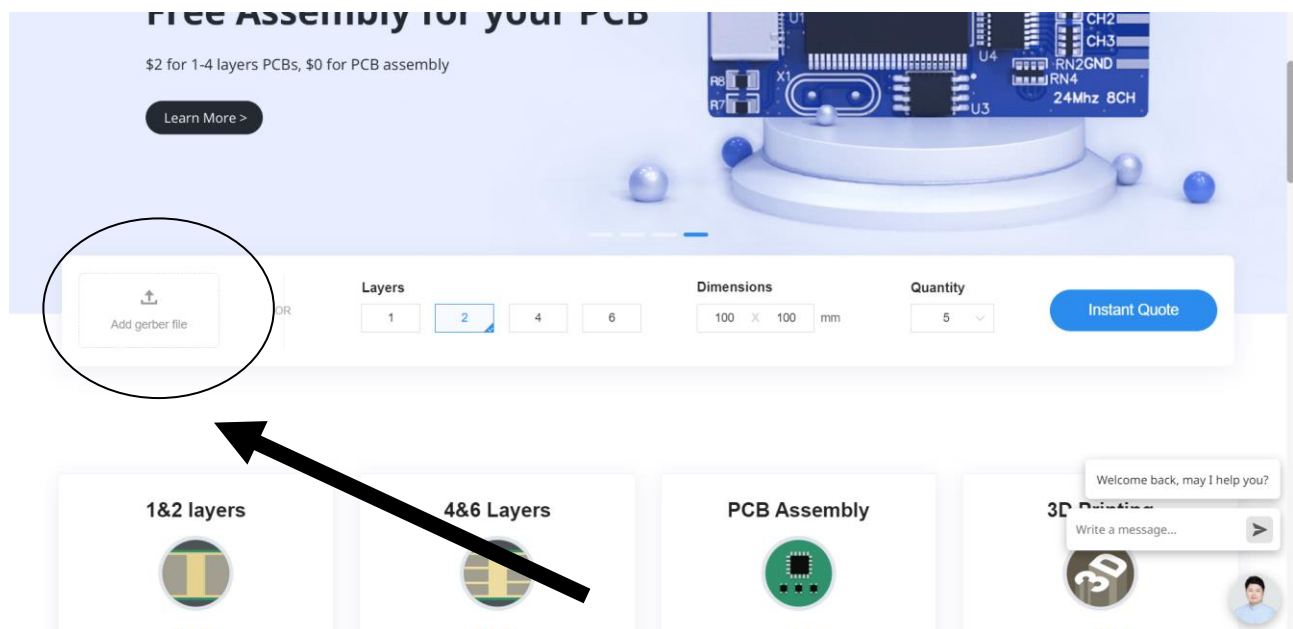 Free Assembly for your PCB
$2 for 1-4 layers PCBs, $0 for PCB assembly
Learn More >
U1
U4
CH2
CH3
RN2GND
RN4
R8
X1
R7
U3
24Mhz 8CH
Add gerber file
OR
Layers
1 2 4 6
Dimensions
100 X 100 mm
Quantity
5
Instant Quote
1&2 layers
4&6 Layers
PCB Assembly
3D Printing
3D
Welcome back, may I help you?
Write a message...